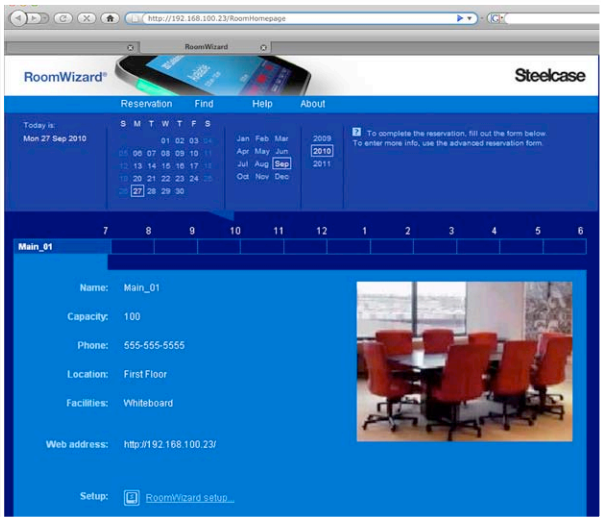 http://192.168.100.23/RoomHomepage
RoomWizard
RoomWizard®
Steelcase
Reservation Find Help About
Today is:
Mon 27 Sep 2010
S M T W T F S
01 02 03 04
05 06 07 08 09 10 11
12 13 14 15 16 17 18
19 20 21 22 23 24 25
26 27 28 29 30
Jan Feb Mar 2009
Apr May Jun 2010
Jul Aug Sep 2011
Oct Nov Dec
? To complete the reservation, fill out the form below.
To enter more info, use the advanced reservation form.
7 8 9 10 11 12 1 2 3 4 5 6
Main_01
Name: Main_01
Capacity: 100
Phone: 555-555-5555
Location: First Floor
Facilities: Whiteboard
Web address: http://192.168.100.23/
Setup: RoomWizard setup...